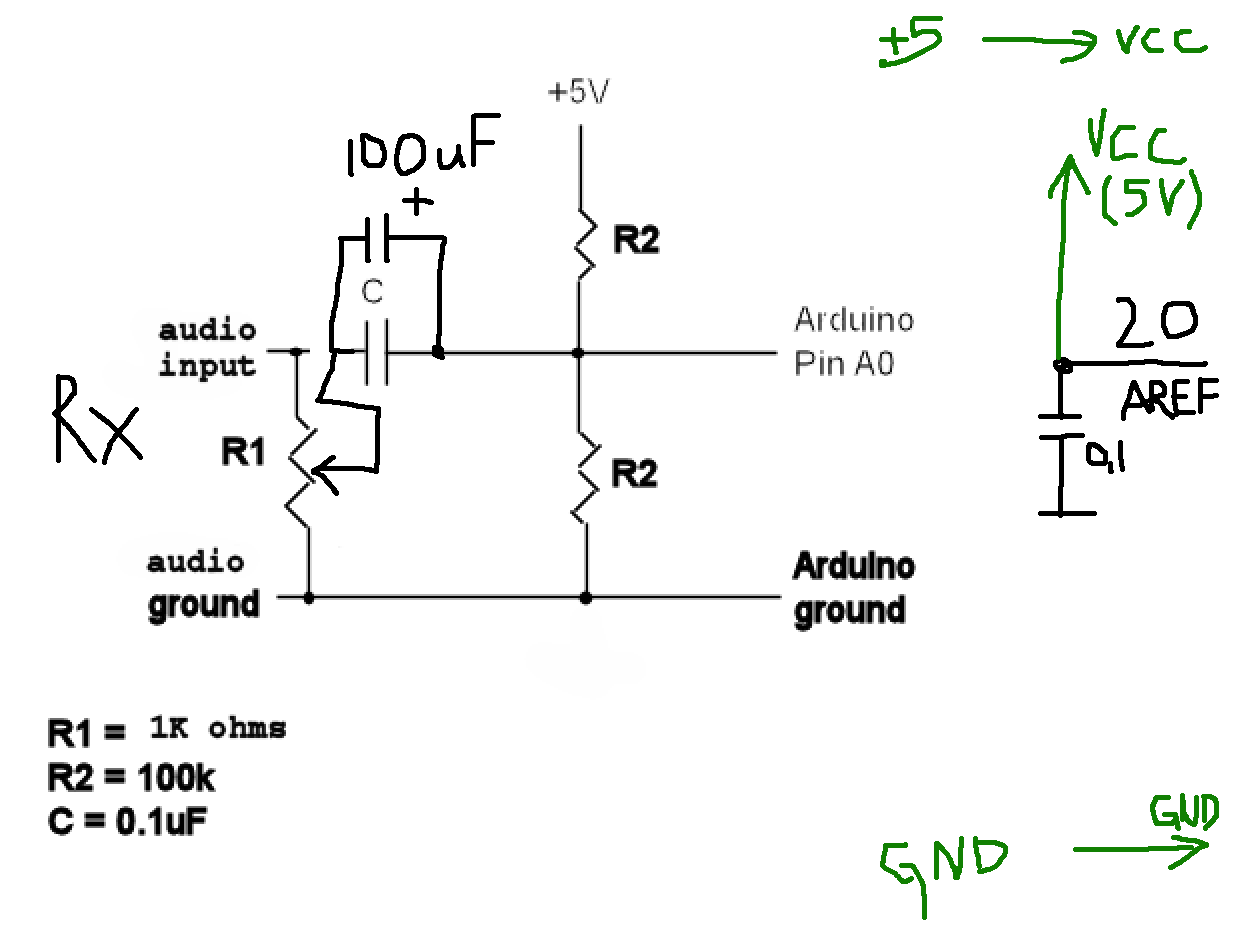 +5 → VCC
+5V
100uF
+
VCC
(5V)
R2
C
20
AREF
audio
input
Arduino
Pin A0
Rx
R1
R2
0,1
audio
ground
Arduino
ground
R1 = 1K ohms
R2 = 100k
C = 0.1uF
GND → GND